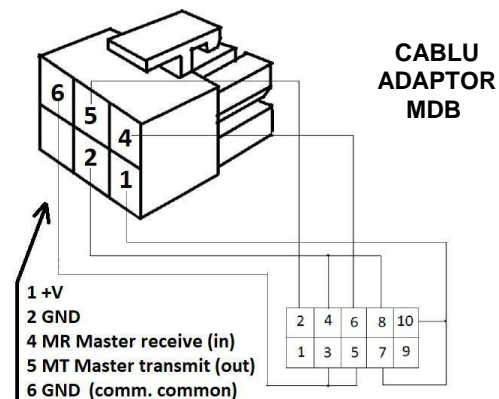 CABLU
ADAPTOR
MDB
6 5 4
2 1
1 +V
2 GND
4 MR Master receive (in)
5 MT Master transmit (out)
6 GND (comm. common)
2 4 6 8 10
1 3 5 7 9